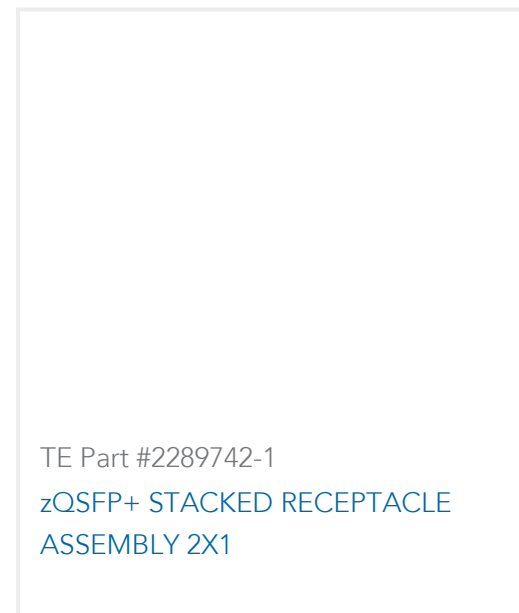 TE Part #2289742-1
zQSFP+ STACKED RECEPTACLE
ASSEMBLY 2X1